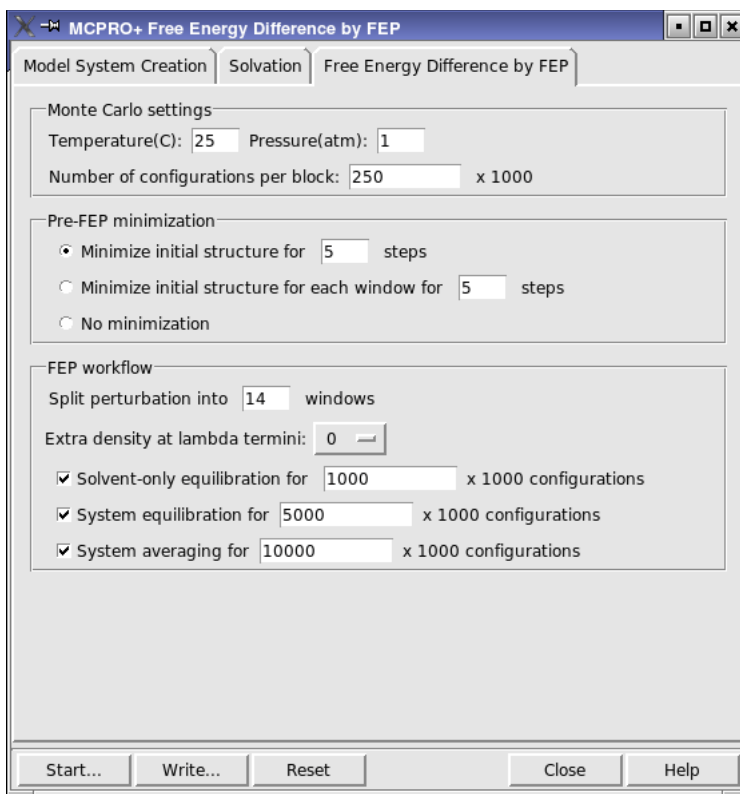 MCPRO+ Free Energy Difference by FEP
Model System Creation Solvation Free Energy Difference by FEP
Monte Carlo settings
Temperature(C): 25 Pressure(atm): 1
Number of configurations per block: 250 x 1000
Pre-FEP minimization
Minimize initial structure for 5 steps
Minimize initial structure for each window for 5 steps
No minimization
FEP workflow
Split perturbation into 14 windows
Extra density at lambda termini: 0
Solvent-only equilibration for 1000 x 1000 configurations
System equilibration for 5000 x 1000 configurations
System averaging for 10000 x 1000 configurations
Start... Write... Reset Close Help